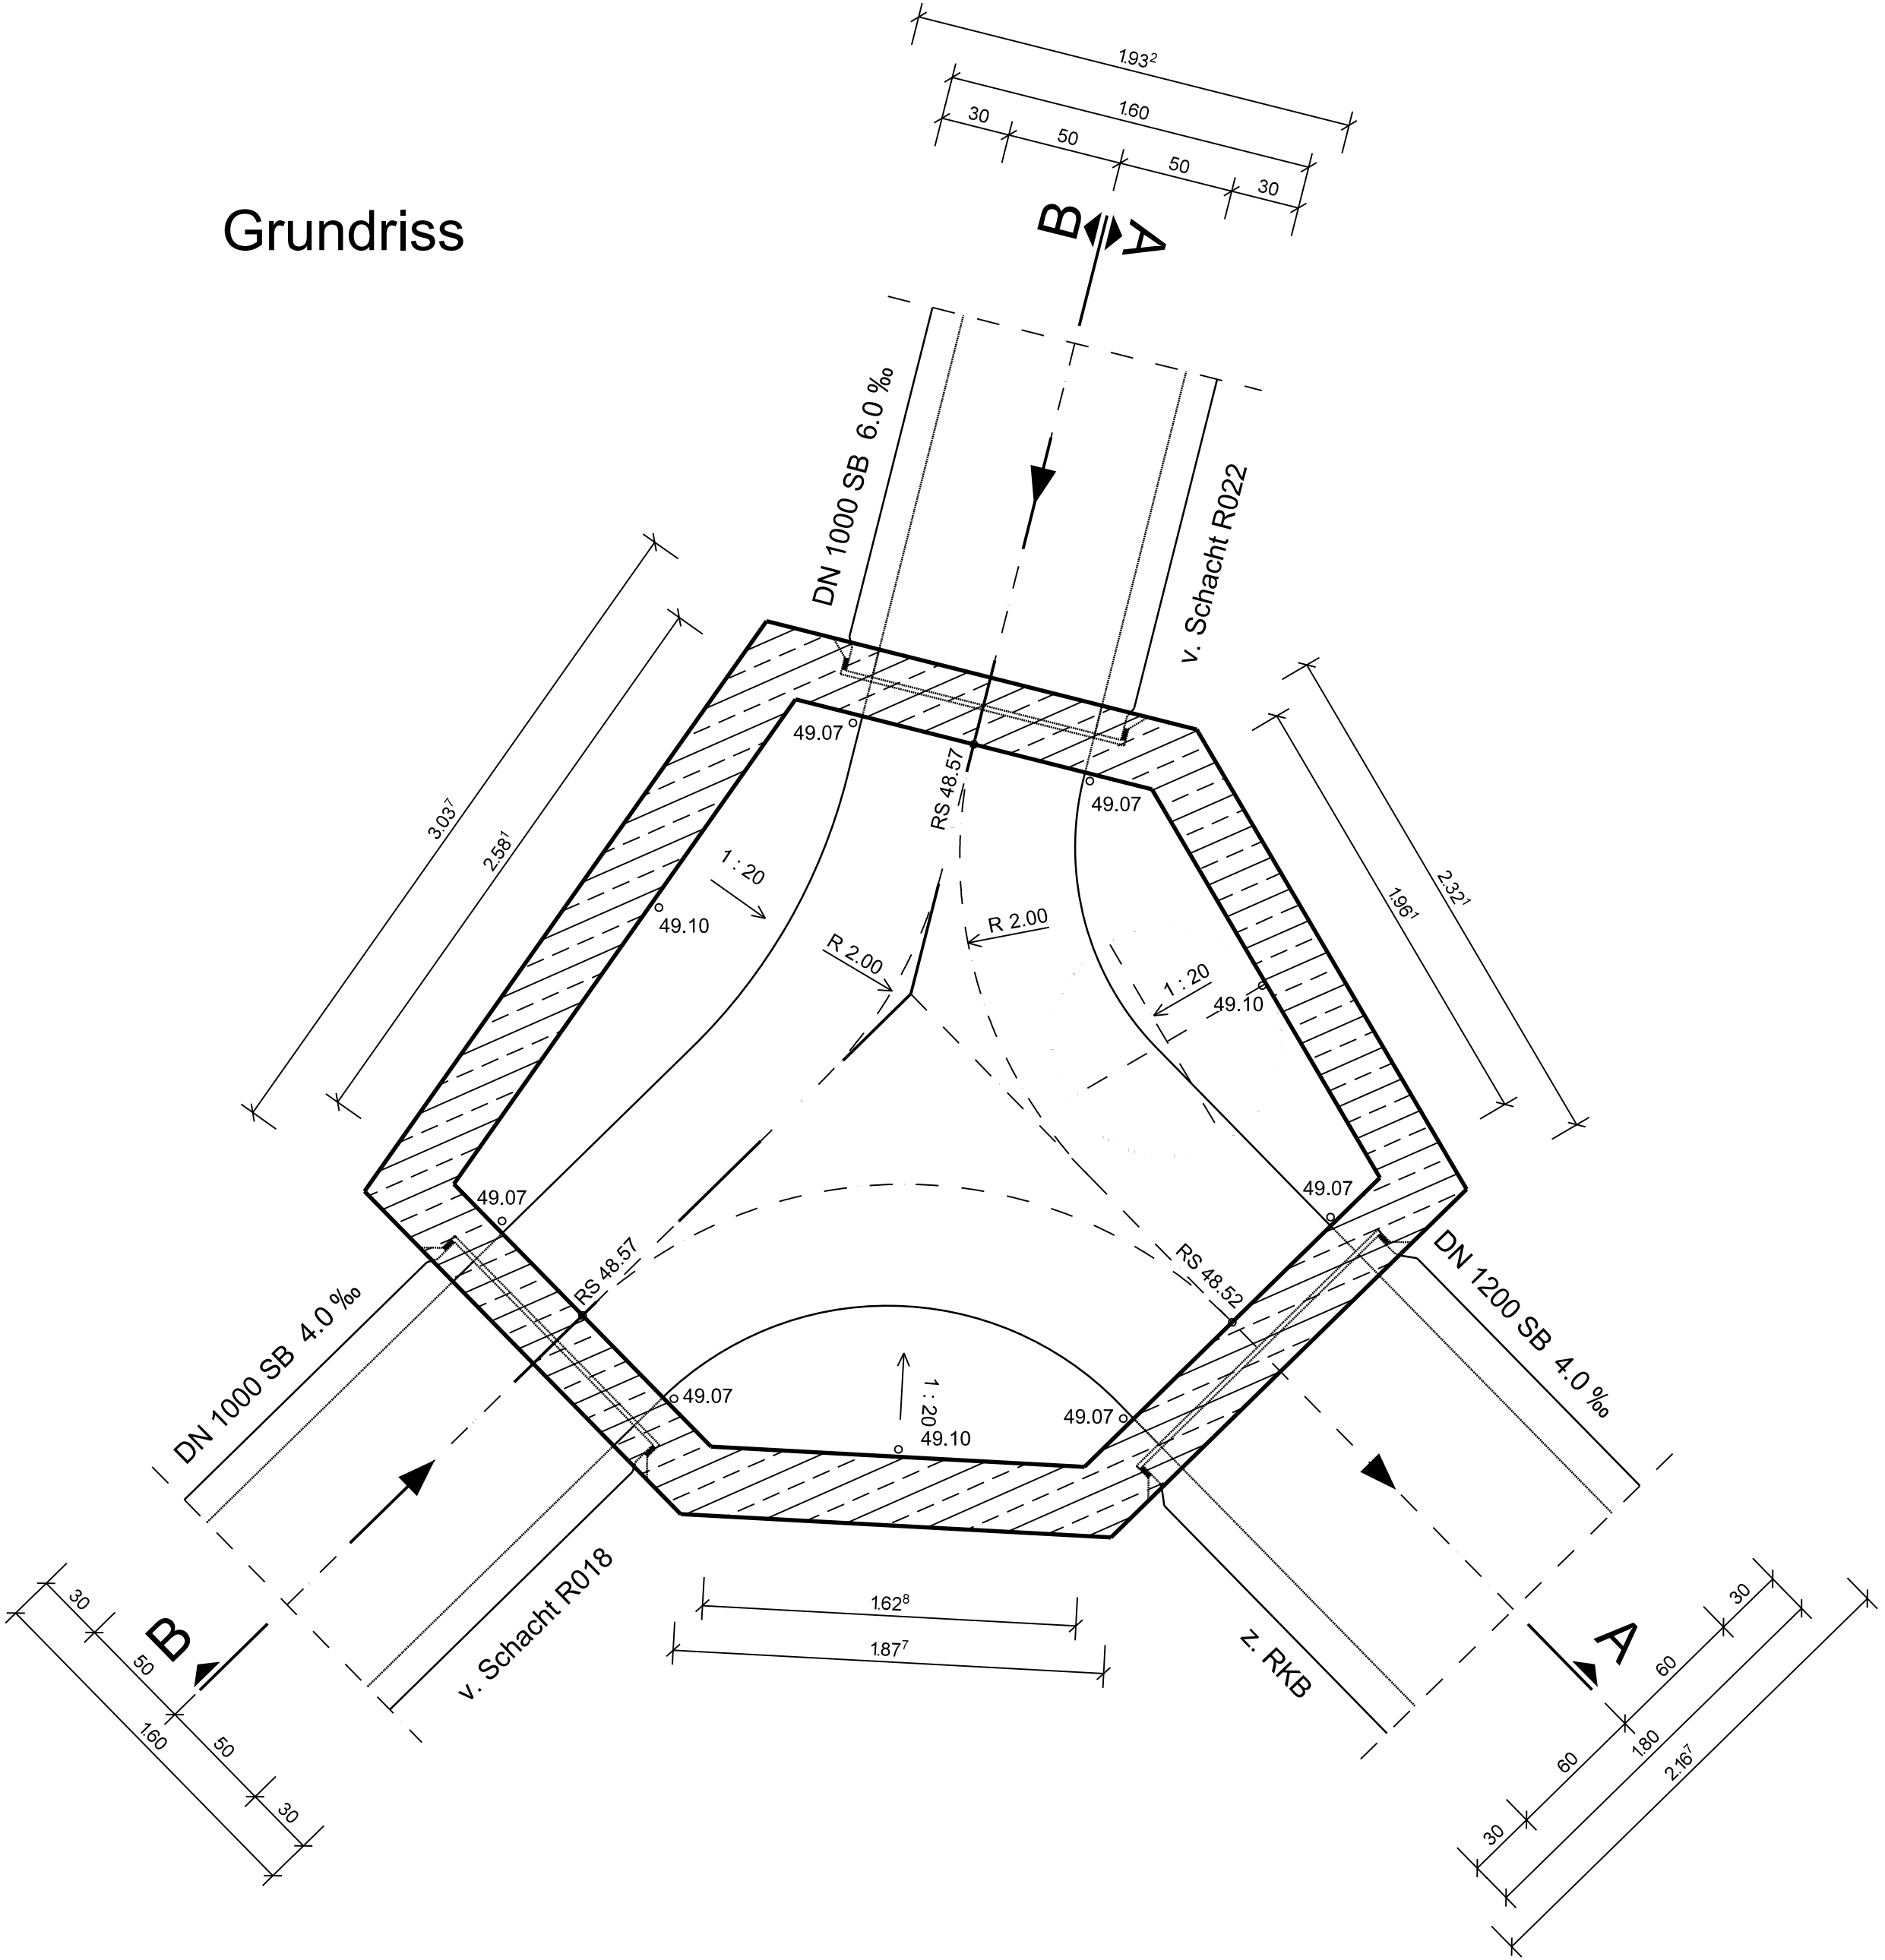 1.93²
1.60
30
50
50
30
Grundriss
B
A
DN 1000 SB 6.0 ‰
v. Schacht R022
49.07
RS 48.57
49.07
3.03⁷
2.58¹
1 : 20
49.10
R 2.00
R 2.00
1 : 20
49.10
1.96¹
2.32¹
49.07
49.07
RS 48.57
RS 48.52
DN 1000 SB 4.0 ‰
DN 1200 SB 4.0 ‰
49.07
1 : 20
49.07
49.10
v. Schacht R018
z. RKB
1.62⁸
1.87⁷
B
A
30
50
1.60
50
30
30
60
1.80
2.16⁷
60
30